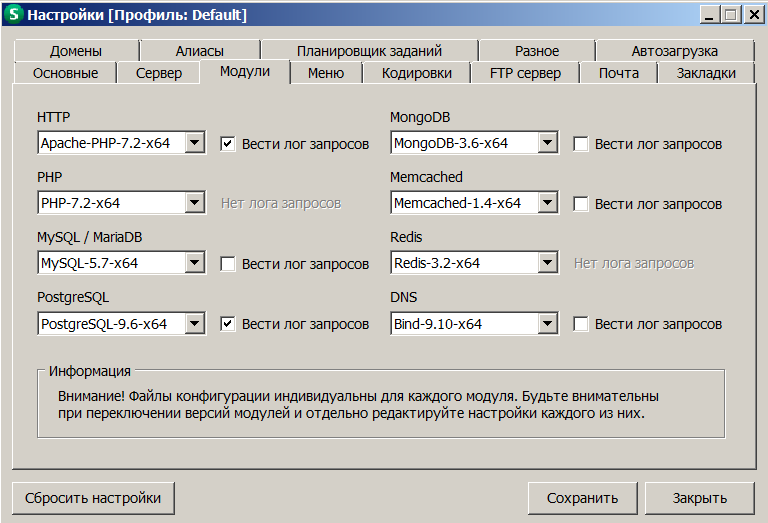 Настройки [Профиль: Default]
Домены Алиасы Планировщик заданий Разное Автозагрузка
Основные Сервер Модули Меню Кодировки FTP сервер Почта Закладки
HTTP MongoDB
Apache-PHP-7.2-x64 Вести лог запросов MongoDB-3.6-x64 Вести лог запросов
PHP Memcached
PHP-7.2-x64 Нет лога запросов Memcached-1.4-x64 Вести лог запросов
MySQL / MariaDB Redis
MySQL-5.7-x64 Вести лог запросов Redis-3.2-x64 Нет лога запросов
PostgreSQL DNS
PostgreSQL-9.6-x64 Вести лог запросов Bind-9.10-x64 Вести лог запросов
Информация
Внимание! Файлы конфигурации индивидуальны для каждого модуля. Будьте внимательны
при переключении версий модулей и отдельно редактируйте настройки каждого из них.
Сбросить настройки Сохранить Закрыть